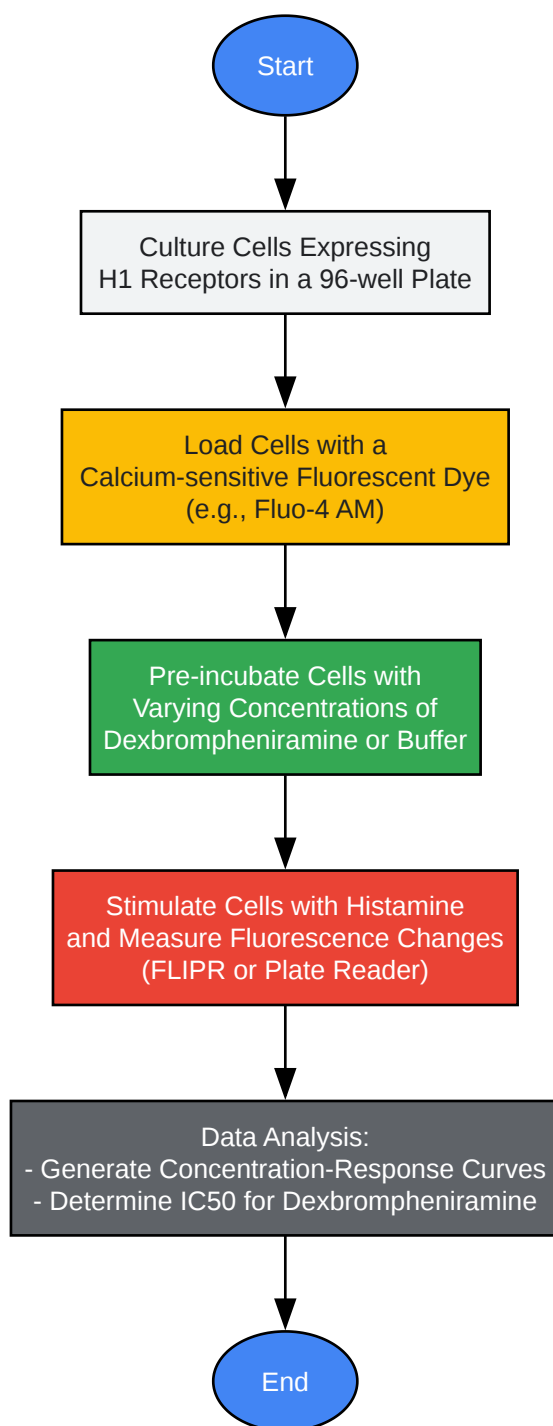 Start
Culture Cells Expressing
H1 Receptors in a 96-well Plate
Load Cells with a
Calcium-sensitive Fluorescent Dye
(e.g., Fluo-4 AM)
Pre-incubate Cells with
Varying Concentrations of
Dexbrompheniramine or Buffer
Stimulate Cells with Histamine
and Measure Fluorescence Changes
(FLIPR or Plate Reader)
Data Analysis:
- Generate Concentration-Response Curves
- Determine IC50 for Dexbrompheniramine
End